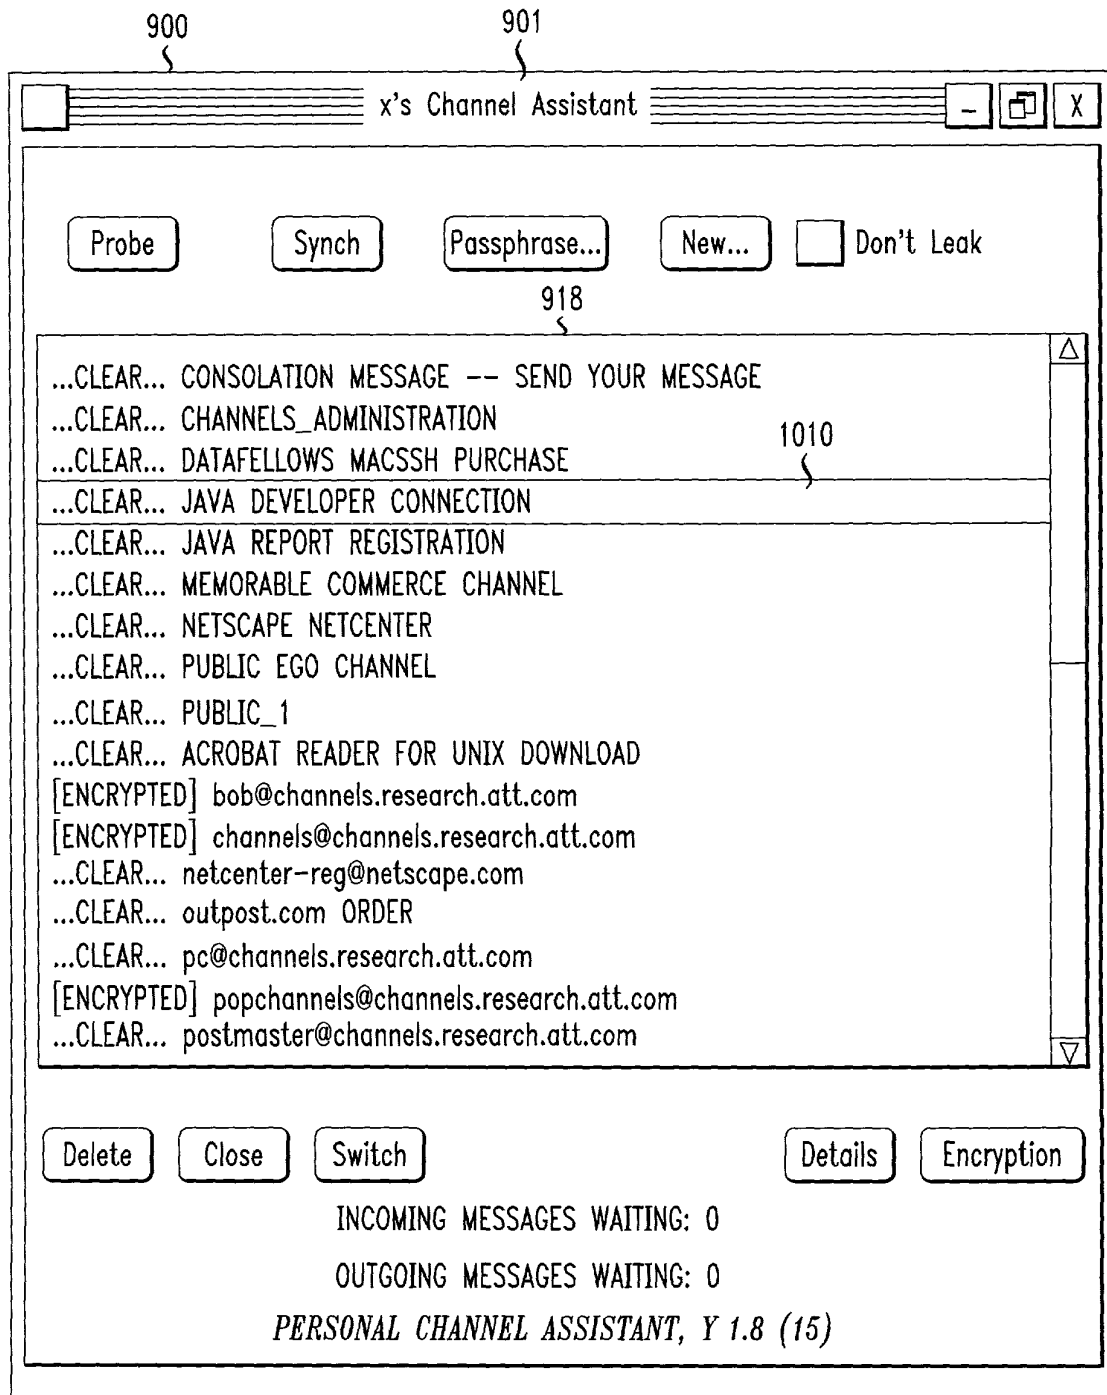 900
901
x's Channel Assistant
X
Probe Synch Passphrase... New... Don't Leak
918
...CLEAR... CONSOLATION MESSAGE -- SEND YOUR MESSAGE
...CLEAR... CHANNELS_ADMINISTRATION
1010
...CLEAR... DATAFELLOWS MACSSH PURCHASE
...CLEAR... JAVA DEVELOPER CONNECTION
...CLEAR... JAVA REPORT REGISTRATION
...CLEAR... MEMORABLE COMMERCE CHANNEL
...CLEAR... NETSCAPE NETCENTER
...CLEAR... PUBLIC EGO CHANNEL
...CLEAR... PUBLIC_1
...CLEAR... ACROBAT READER FOR UNIX DOWNLOAD
[ENCRYPTED] bob@channels.research.att.com
[ENCRYPTED] channels@channels.research.att.com
...CLEAR... netcenter-reg@netscape.com
...CLEAR... outpost.com ORDER
...CLEAR... pc@channels.research.att.com
[ENCRYPTED] popchannels@channels.research.att.com
...CLEAR... postmaster@channels.research.att.com
Delete Close Switch Details Encryption
INCOMING MESSAGES WAITING: 0
OUTGOING MESSAGES WAITING: 0
PERSONAL CHANNEL ASSISTANT, Y 1.8 (15)